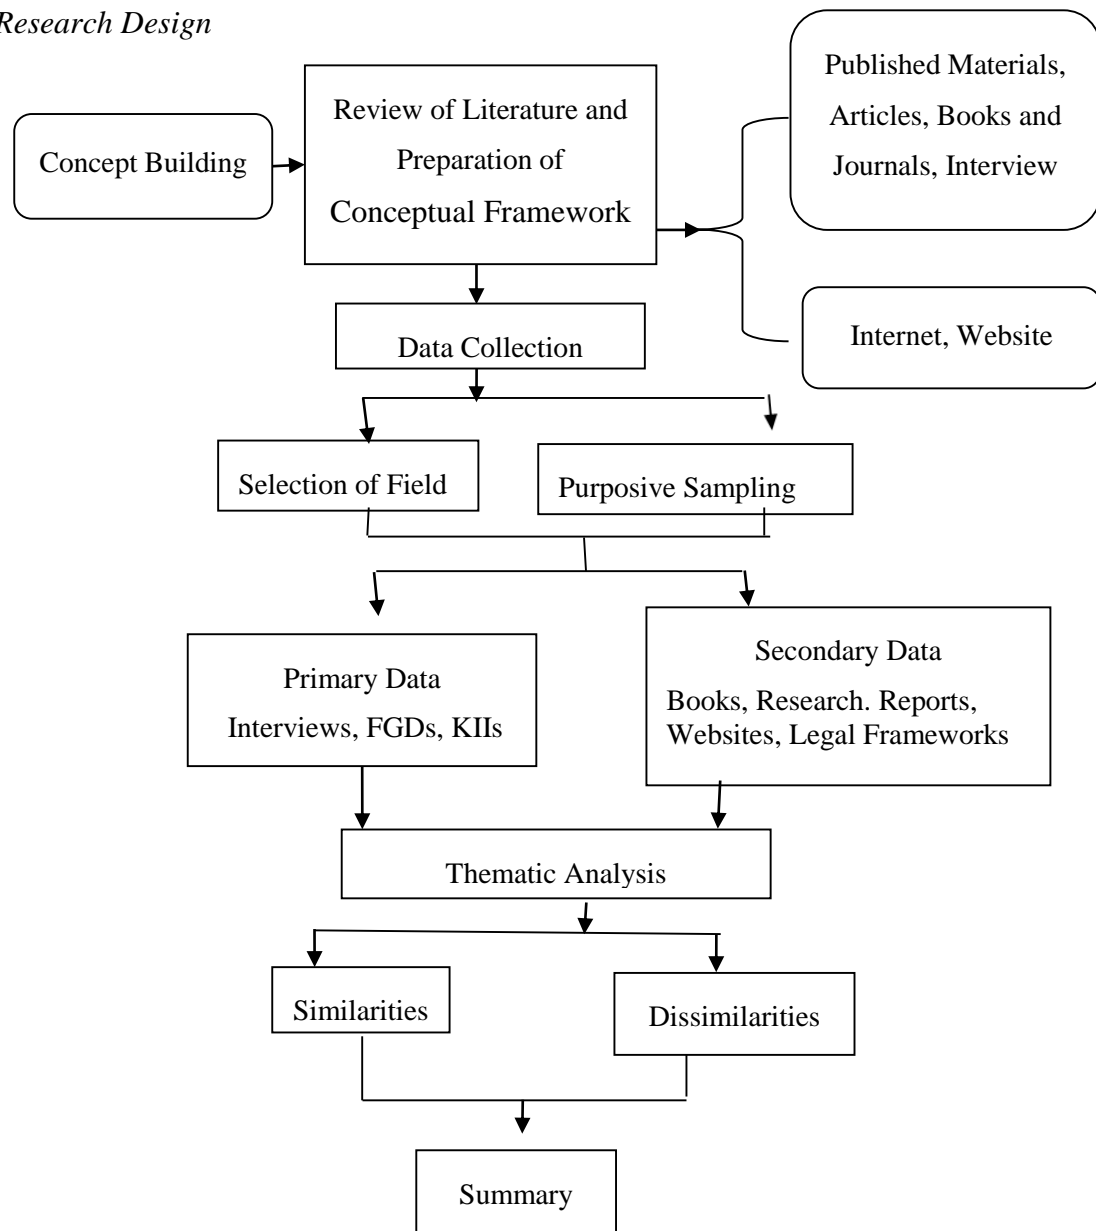 Research Design
Concept Building
Review of Literature and
Preparation of
Conceptual Framework
Published Materials,
Articles, Books and
Journals, Interview
Internet, Website
Data Collection
Selection of Field
Purposive Sampling
Primary Data
Interviews, FGDs, KIIs
Secondary Data
Books, Research. Reports,
Websites, Legal Frameworks
Thematic Analysis
Similarities
Dissimilarities
Summary